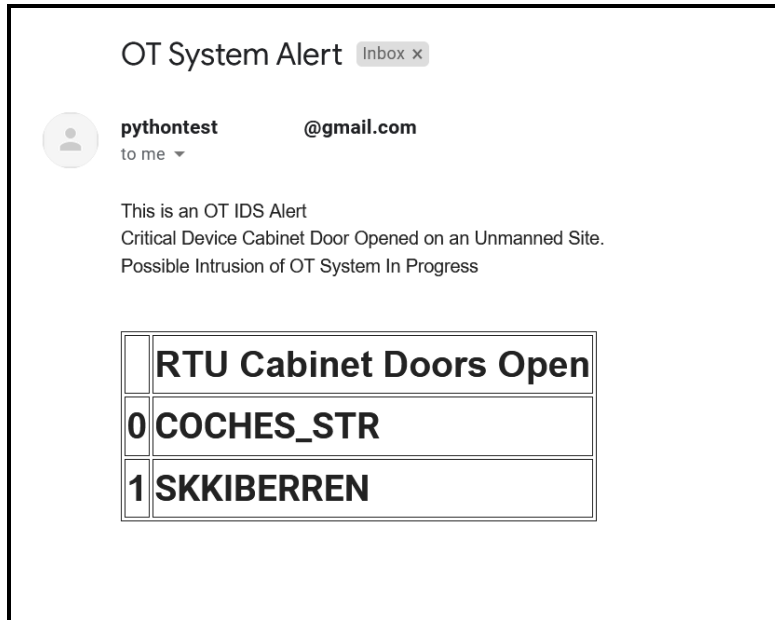 OT System Alert Inbox x
pythontest @gmail.com
to me
This is an OT IDS Alert
Critical Device Cabinet Door Opened on an Unmanned Site.
Possible Intrusion of OT System In Progress
RTU Cabinet Doors Open
0 COCHES_STR
1 SKKIBERREN